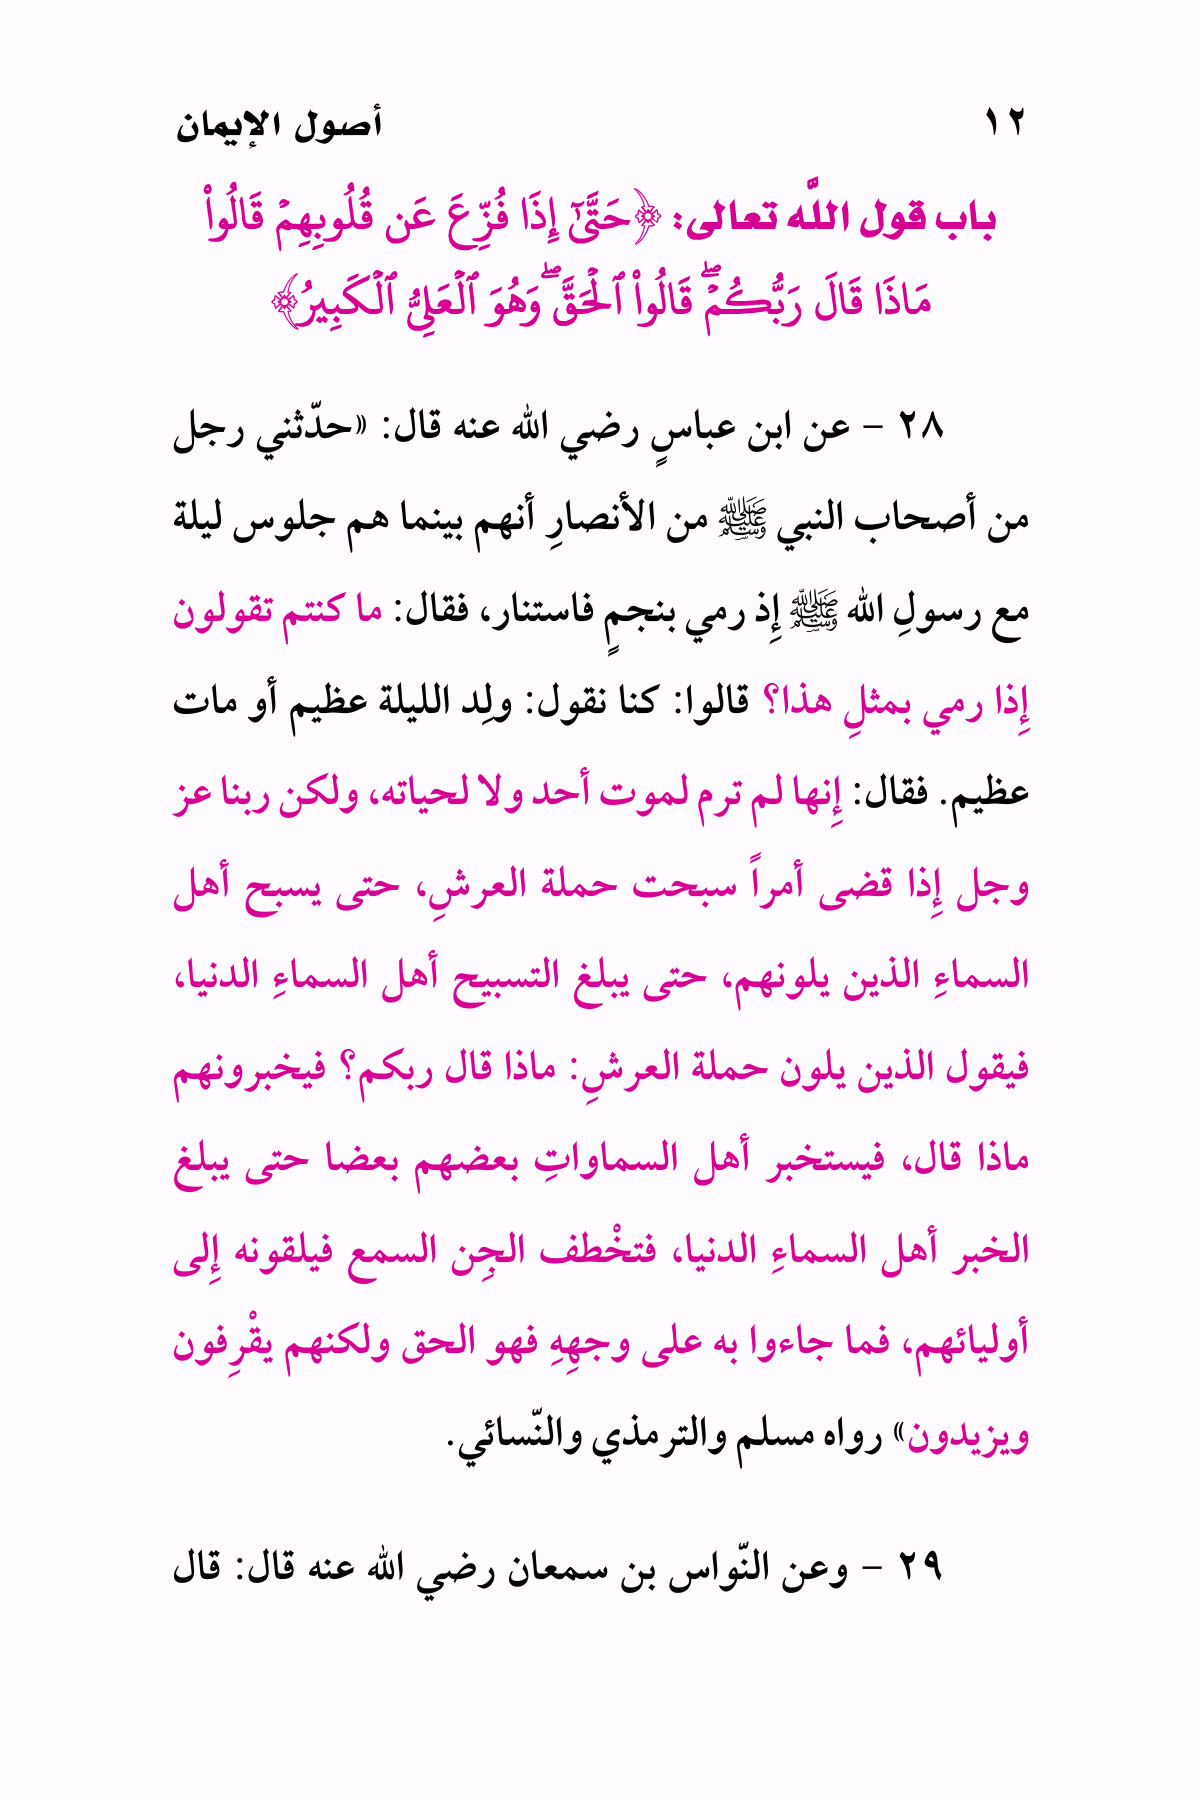 ١٢ أصول الإيمان
باب قول اللَّه تعالى: ﴿حَتَّىٰٓ إِذَا فُزِّعَ عَن قُلُوبِهِمۡ قَالُواْ
مَاذَا قَالَ رَبُّكُمۡۖ قَالُواْ ٱلۡحَقَّۖ وَهُوَ ٱلۡعَلِيُّ ٱلۡكَبِيرُ﴾
٢٨ - عن ابن عباسٍ رضي الله عنه قال: «حدّثني رجل
من أصحاب النبي ﷺ من الأنصارِ أنهم بينما هم جلوس ليلة
مع رسولِ الله ﷺ إِذ رمي بنجمٍ فاستنار، فقال: ما كنتم تقولون
إِذا رمي بمثلِ هذا؟ قالوا: كنا نقول: ولِد الليلة عظيم أو مات
عظيم. فقال: إِنها لم ترم لموت أحد ولا لحياته، ولكن ربنا عز
وجل إِذا قضى أمراً سبحت حملة العرشِ، حتى يسبح أهل
السماءِ الذين يلونهم، حتى يبلغ التسبيح أهل السماءِ الدنيا،
فيقول الذين يلون حملة العرشِ: ماذا قال ربكم؟ فيخبرونهم
ماذا قال، فيستخبر أهل السماواتِ بعضهم بعضا حتى يبلغ
الخبر أهل السماءِ الدنيا، فتخْطف الجِن السمع فيلقونه إِلى
أوليائهم، فما جاءوا به على وجهِهِ فهو الحق ولكنهم يقْرِفون
ويزيدون» رواه مسلم والترمذي والنّسائي.
٢٩ - وعن النّواس بن سمعان رضي الله عنه قال: قال